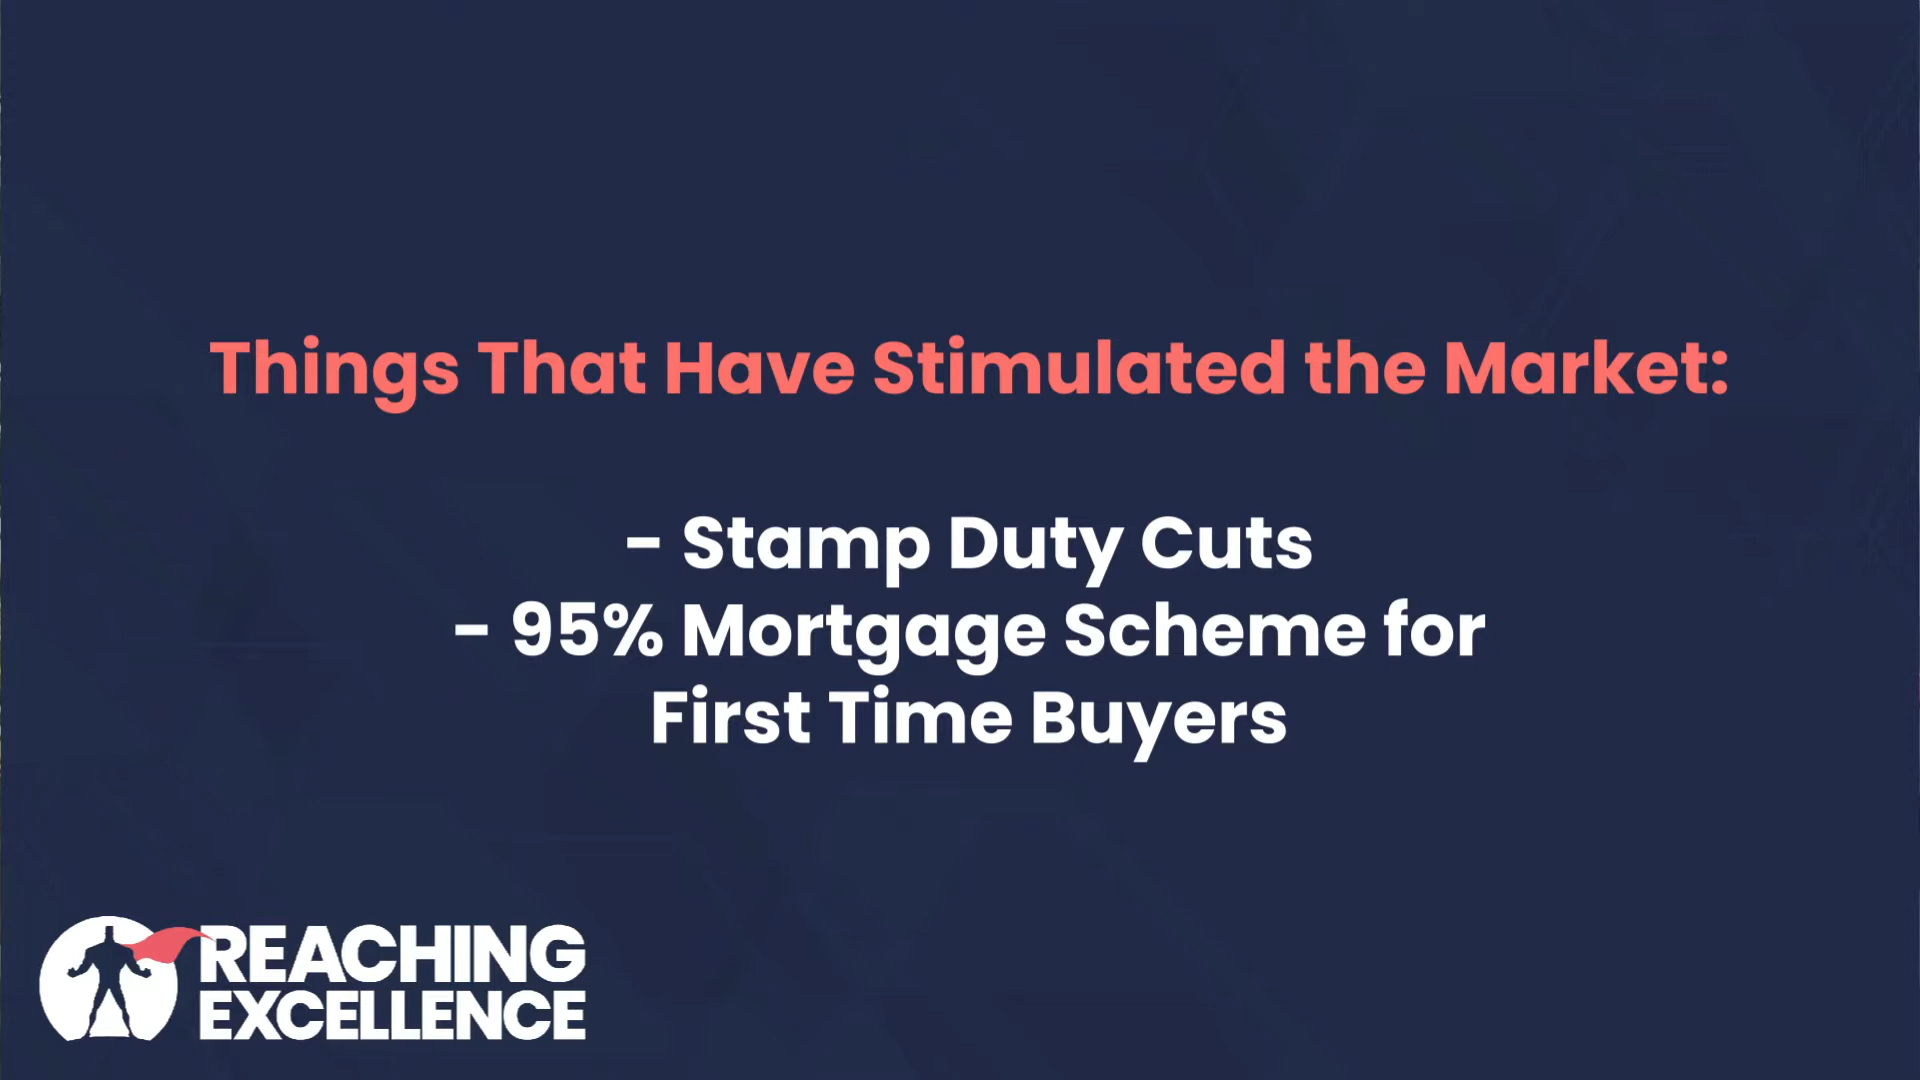 Things That Have Stimulated the Market:
- Stamp Duty Cuts
- 95% Mortgage Scheme for
First Time Buyers
REACHING
EXCELLENCE